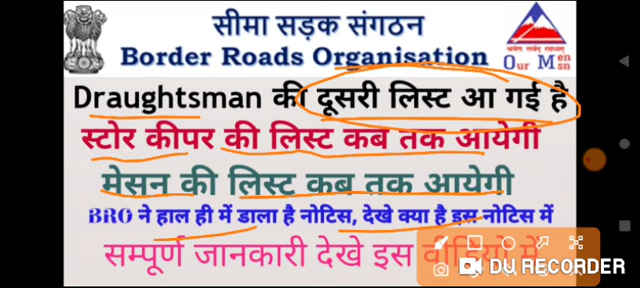 सीमा सड़क संगठन
Border Roads Organisation
Our Men Msn
Draughtsman की दूसरी लिस्ट आ गई है
स्टोर कीपर की लिस्ट कब तक आयेगी
मेसन की लिस्ट कब तक आयेगी
BRO ने हाल ही में डाला है नोटिस, देखे क्या है इस नोटिस में
सम्पूर्ण जानकारी देखे इस वीडियो में
DU RECORDER